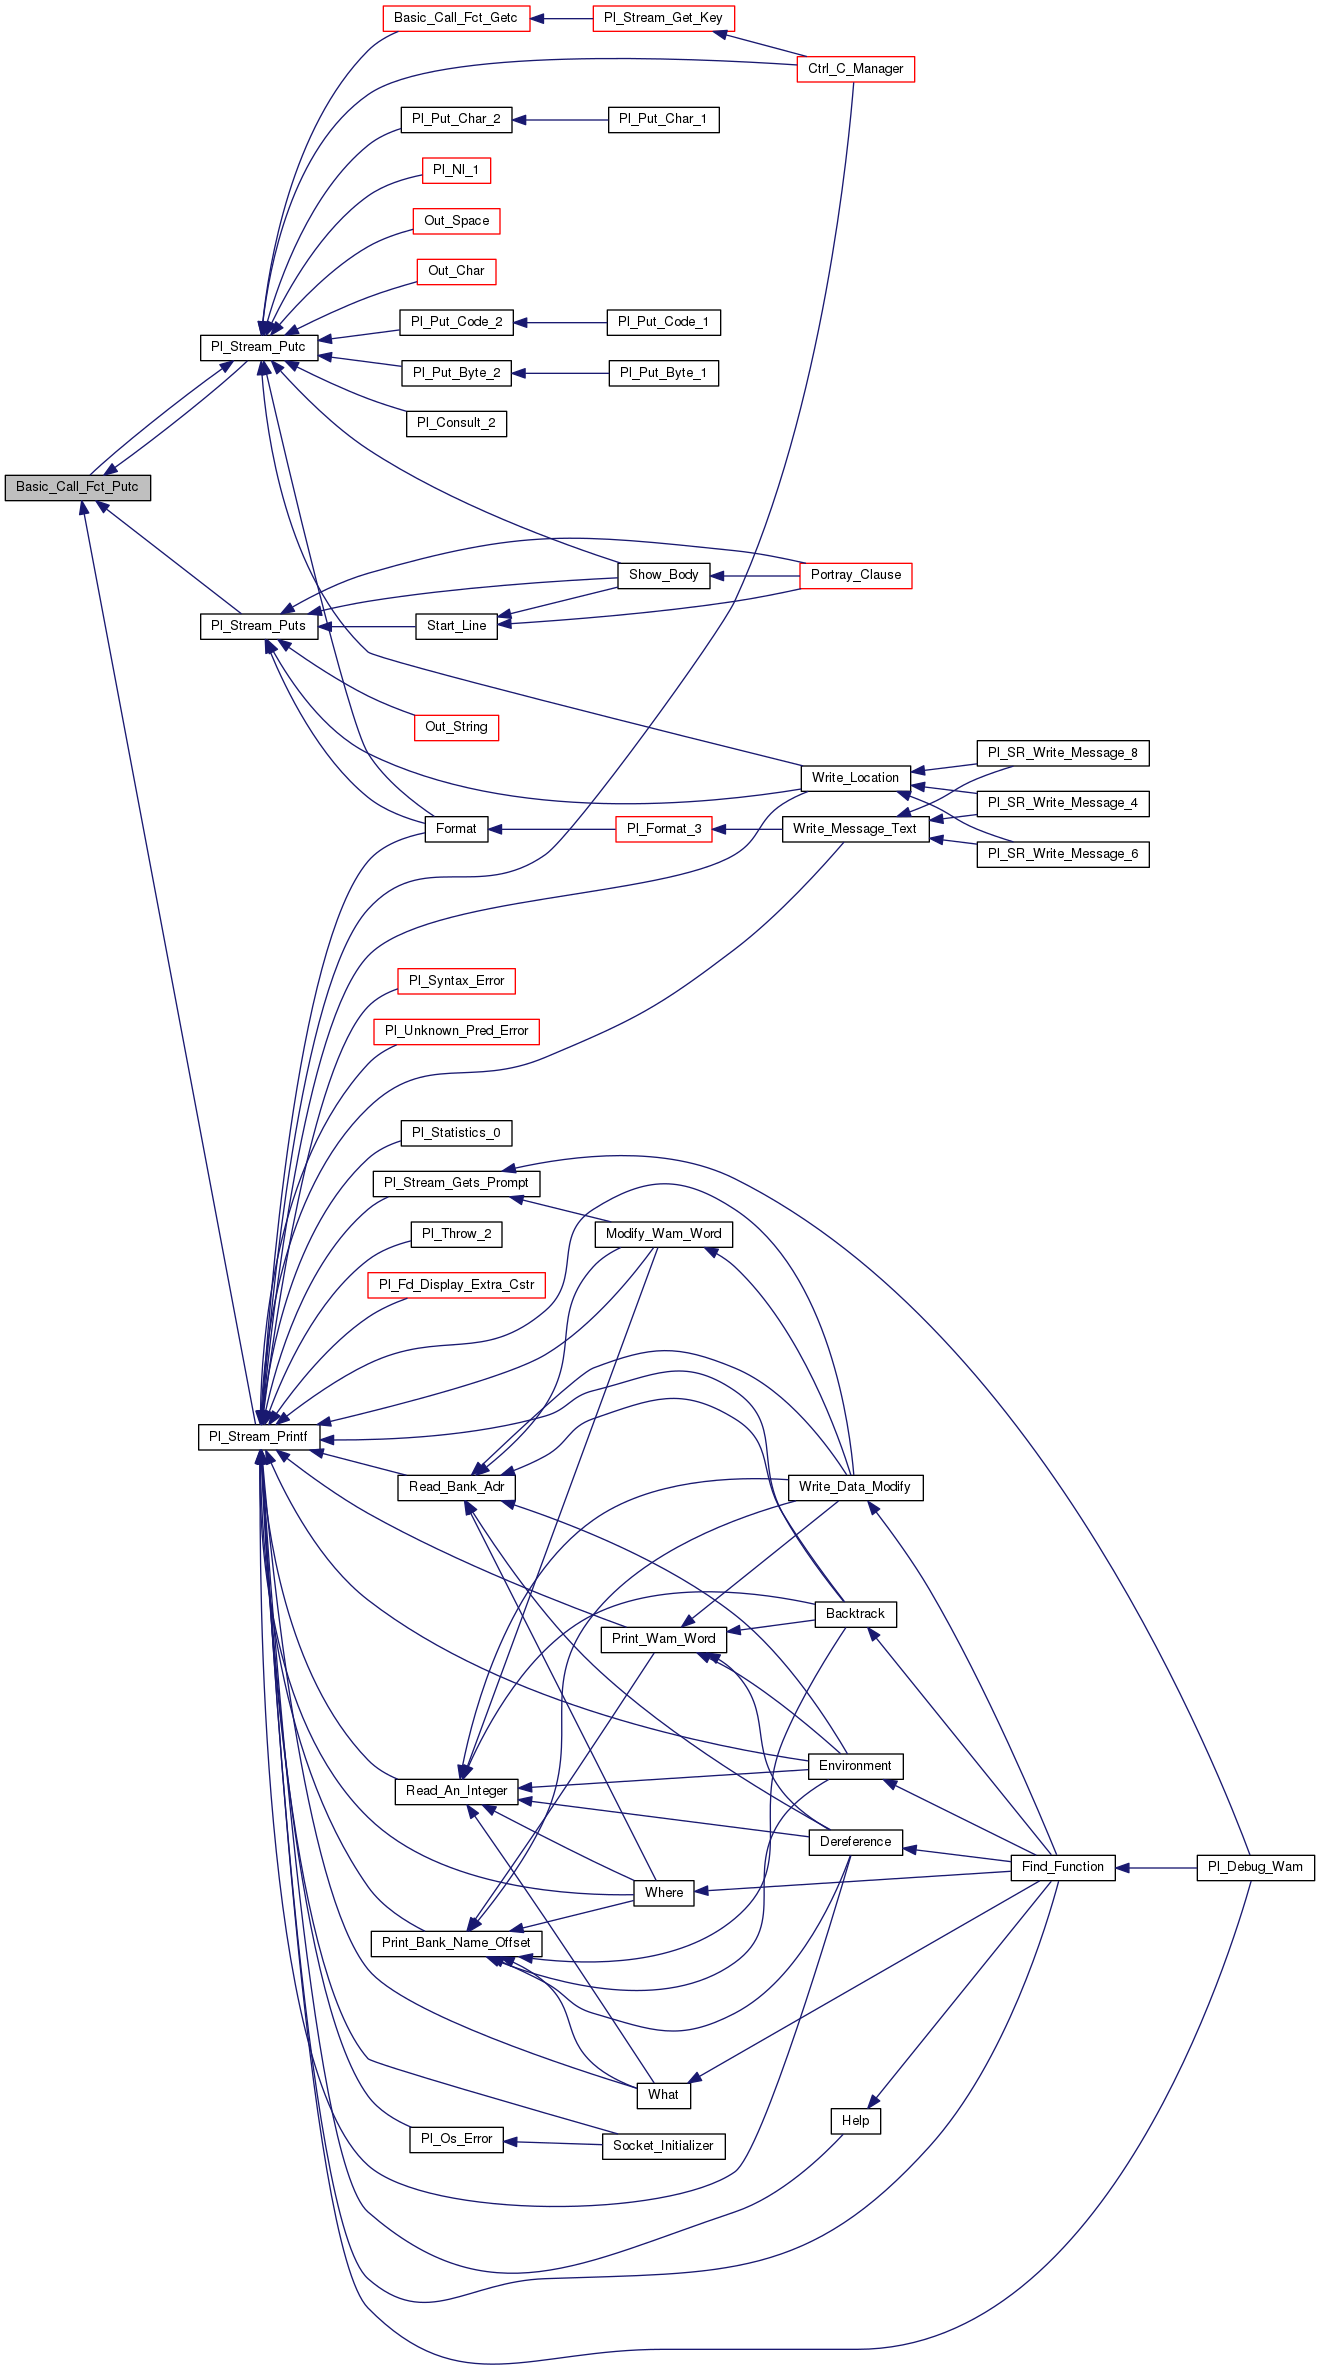 Basic_Call_Fct_Getc
Pl_Stream_Get_Key
Ctrl_C_Manager
Pl_Put_Char_2
Pl_Put_Char_1
Pl_Nl_1
Out_Space
Out_Char
Pl_Put_Code_2
Pl_Put_Code_1
Pl_Stream_Putc
Pl_Put_Byte_2
Pl_Put_Byte_1
Pl_Consult_2
Basic_Call_Fct_Putc
Show_Body
Portray_Clause
Pl_Stream_Puts
Start_Line
Out_String
Pl_SR_Write_Message_8
Write_Location
Pl_SR_Write_Message_4
Format
Pl_Format_3
Write_Message_Text
Pl_SR_Write_Message_6
Pl_Syntax_Error
Pl_Unknown_Pred_Error
Pl_Statistics_0
Pl_Stream_Gets_Prompt
Pl_Throw_2
Modify_Wam_Word
Pl_Fd_Display_Extra_Cstr
Pl_Stream_Printf
Read_Bank_Adr
Write_Data_Modify
Backtrack
Print_Wam_Word
Environment
Read_An_Integer
Dereference
Find_Function
Pl_Debug_Wam
Where
Print_Bank_Name_Offset
What
Help
Pl_Os_Error
Socket_Initializer